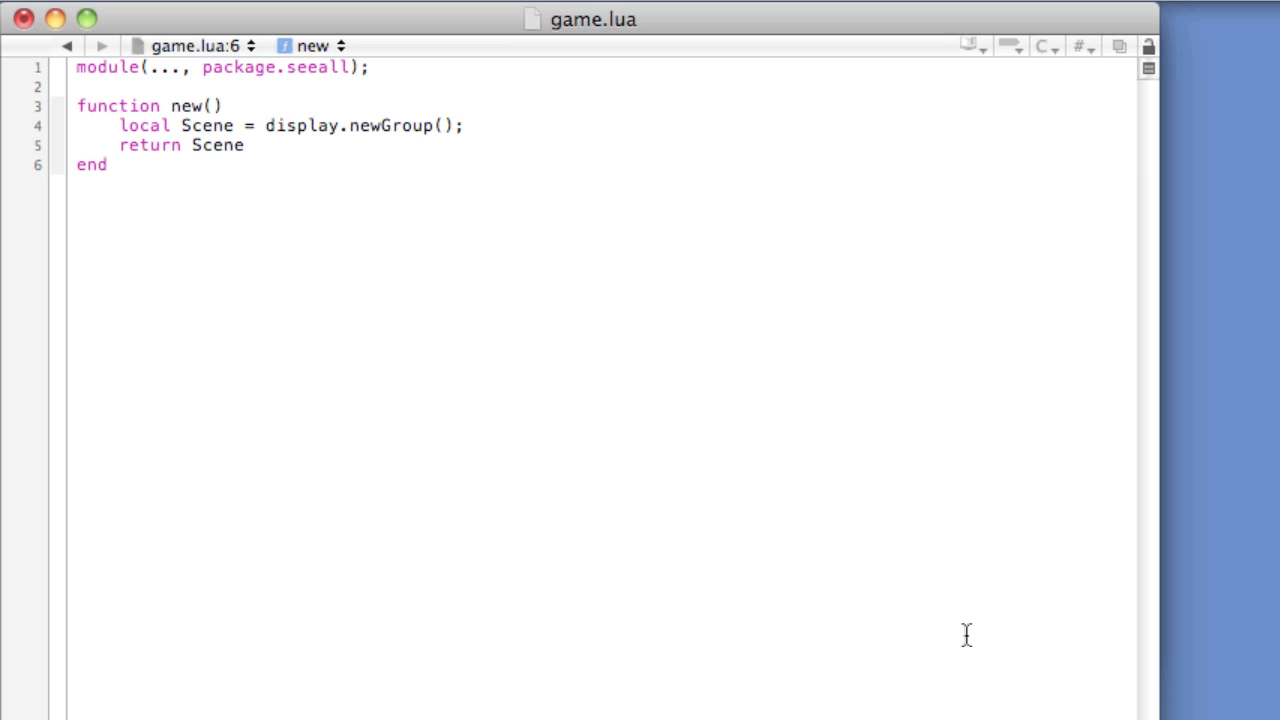 game.lua
game.lua:6 f new C #
1 module(..., package.seeall);
2
3 function new()
4 local Scene = display.newGroup();
5 return Scene
6 end